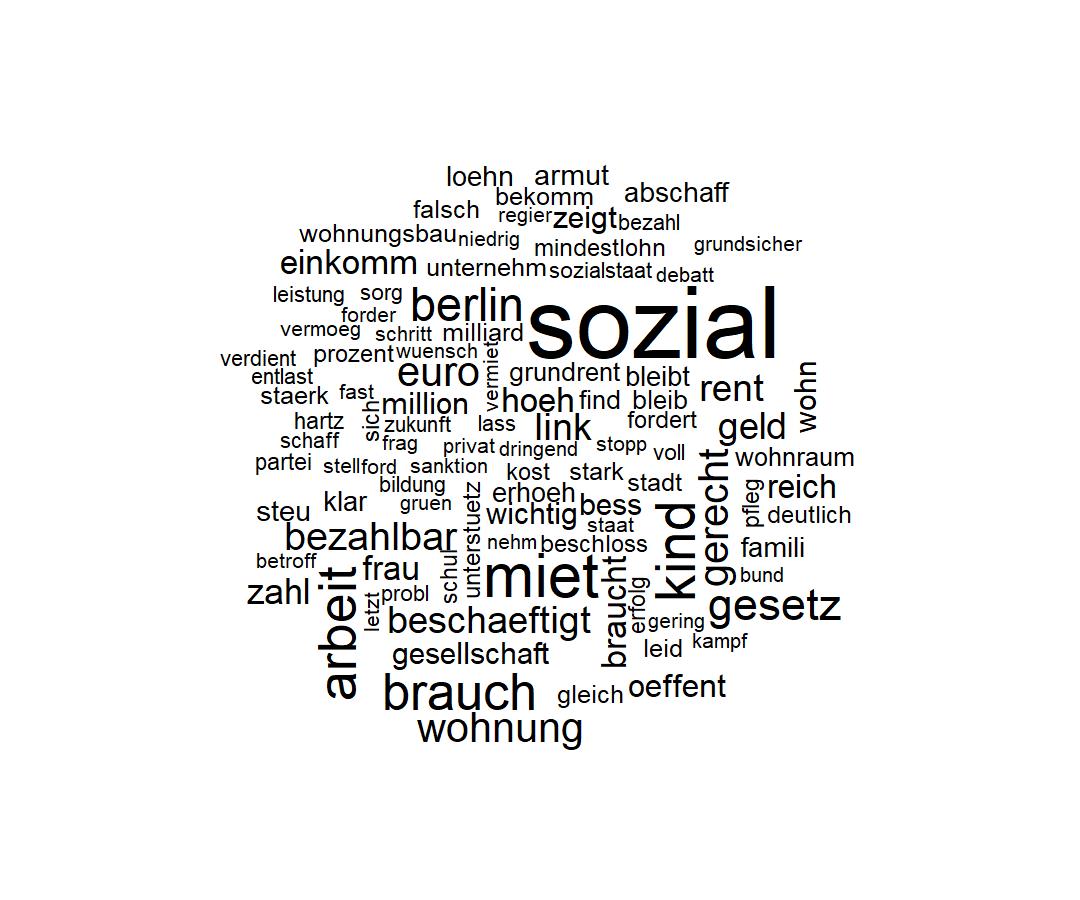 loehn armut
bekomm abschaff
falsch regier zeigt bezahl
wohnungsbau niedrig mindestlohn grundsicher
einkomm unternehm sozialstaat debatt
leistung sorg berlin sozial
forder
vermoeg schritt milliard
verdient prozent wuensch vermiet
entlast euro grundrent bleibt rent wohn
staerk fast million hoeh find bleib
hartz sich zukunft lass link fordert geld
schaff frag privat dringend stopp voll
partei stell ford sanktion kost stark gerecht wohnraum
bildung erhoeh stadt pfleg reich
steu klar gruen unterstuetz wichtig bess kind deutlich
staat
bezahlbar nehm beschloss famili
betroff frau schul miet bund
zahl arbeit letzt probl braucht erfolg gesetz
beschaeftigt gering
gesellschaft leid kampf
brauch gleich oeffent
wohnung